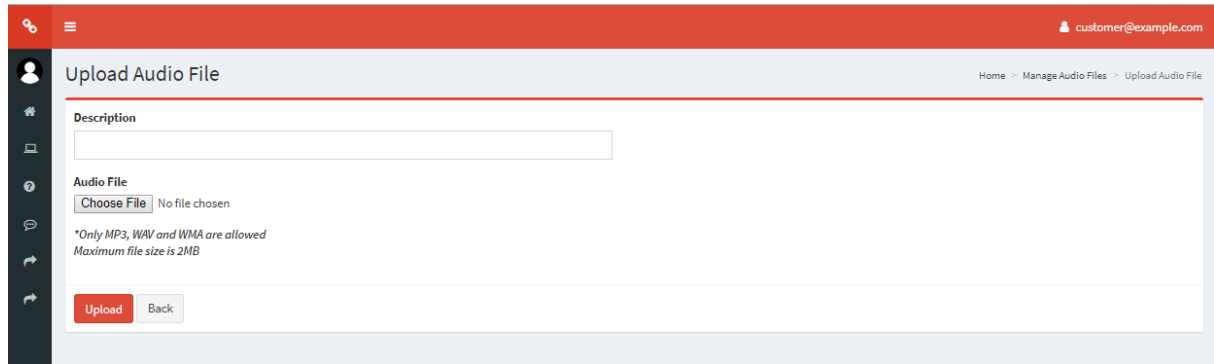 customer@example.com
Upload Audio File
Home > Manage Audio Files > Upload Audio File
Description
Audio File
Choose File No file chosen
*Only MP3, WAV and WMA are allowed
Maximum file size is 2MB
Upload Back